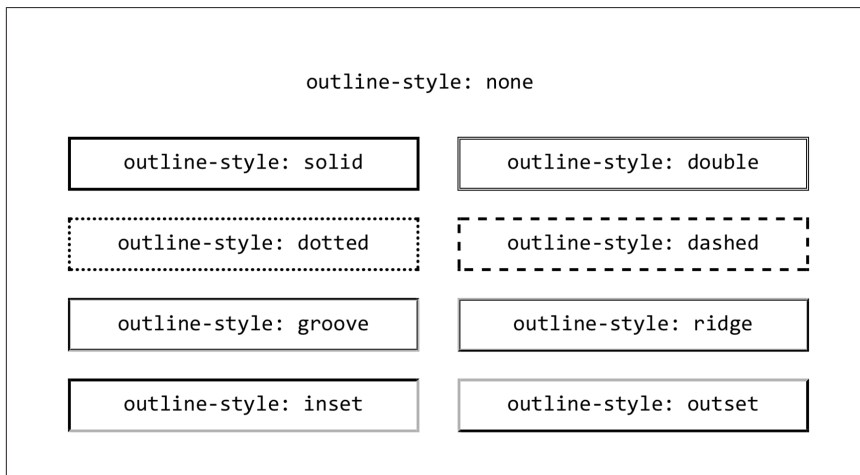 outline-style: none
outline-style: solid
outline-style: double
outline-style: dotted
outline-style: dashed
outline-style: groove
outline-style: ridge
outline-style: inset
outline-style: outset